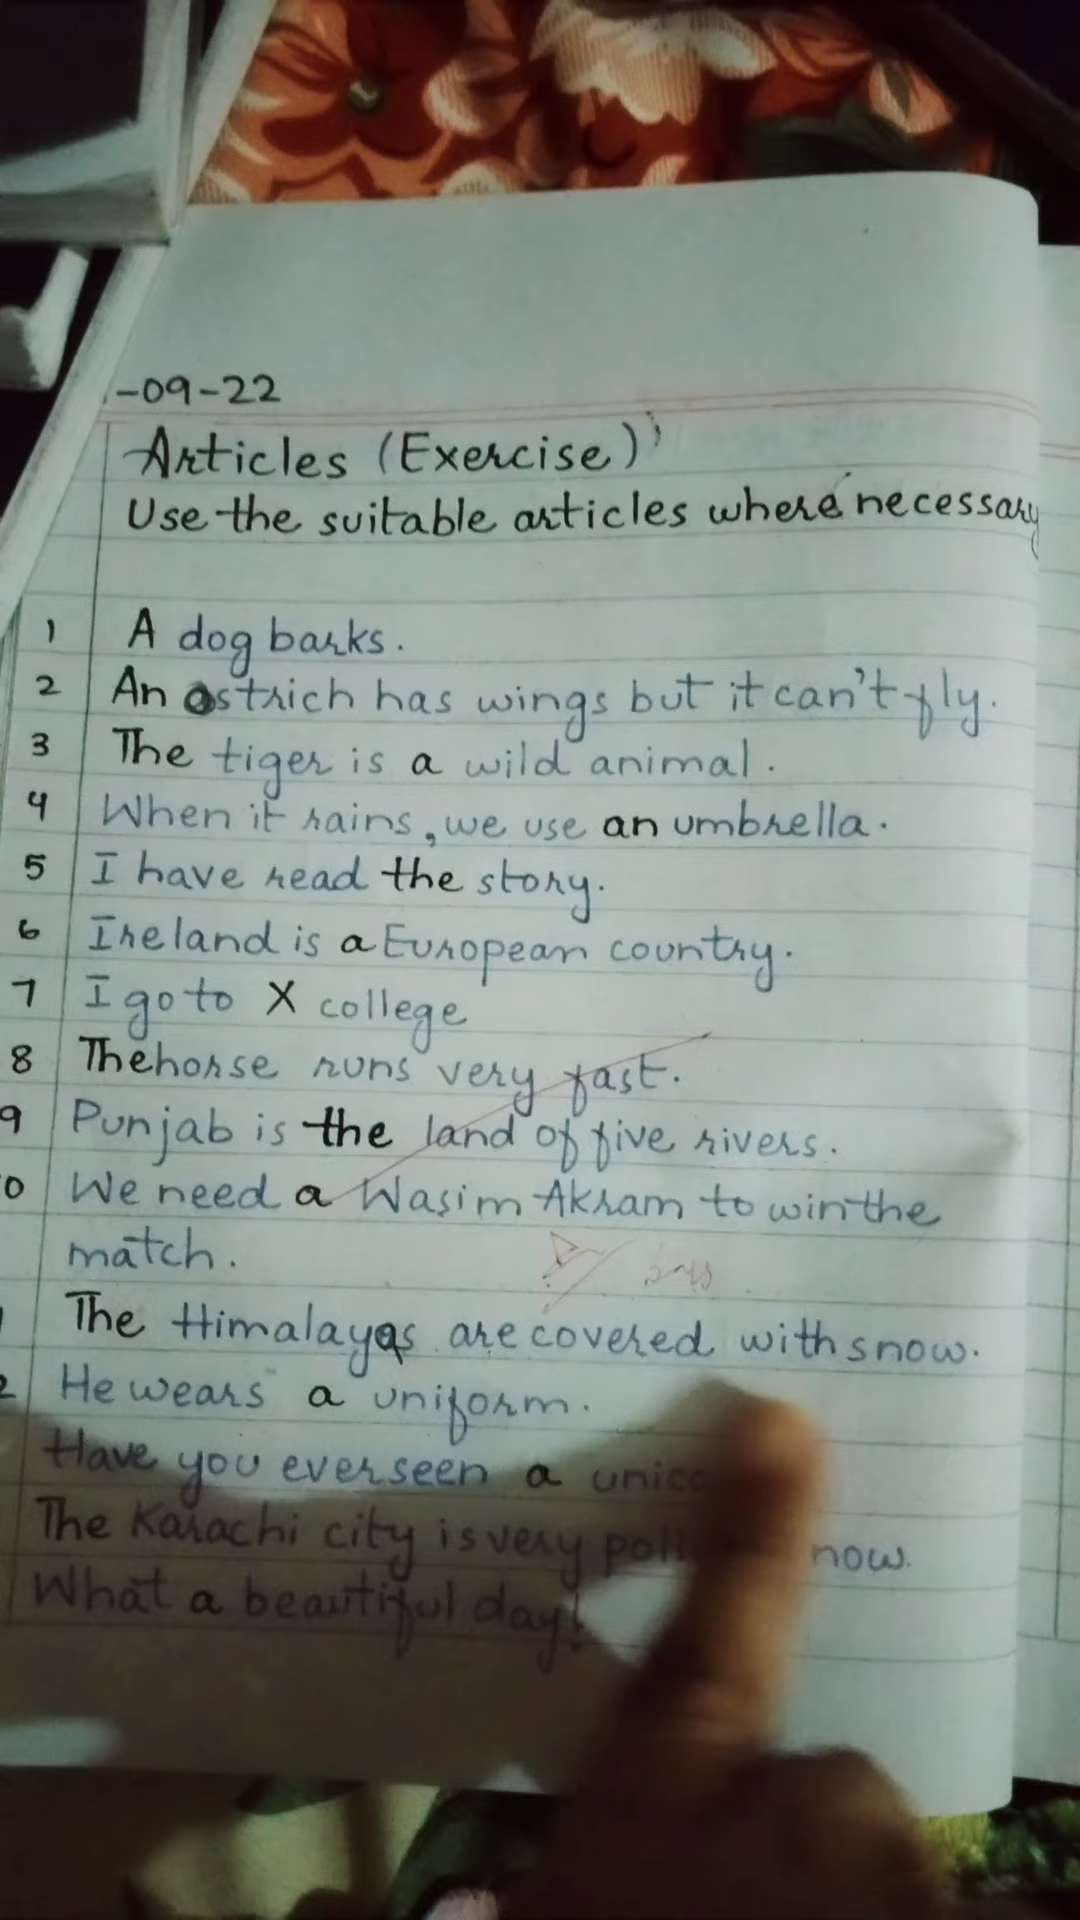 -09-22
Articles (Exercise)
Use the suitable articles where necessary
1 A dog barks.
2 An ostrich has wings but it can't fly.
3 The tiger is a wild animal.
4 When it rains, we use an umbrella.
5 I have read the story.
6 Ireland is a European country.
7 I go to X college
8 The horse runs very fast.
9 Punjab is the land of five rivers.
0 We need a Wasim Akram to win the
match.
The Himalayas are covered with snow.
2 He wears a uniform.
Have you ever seen a
The Karachi city is very now.
What a beautiful day!